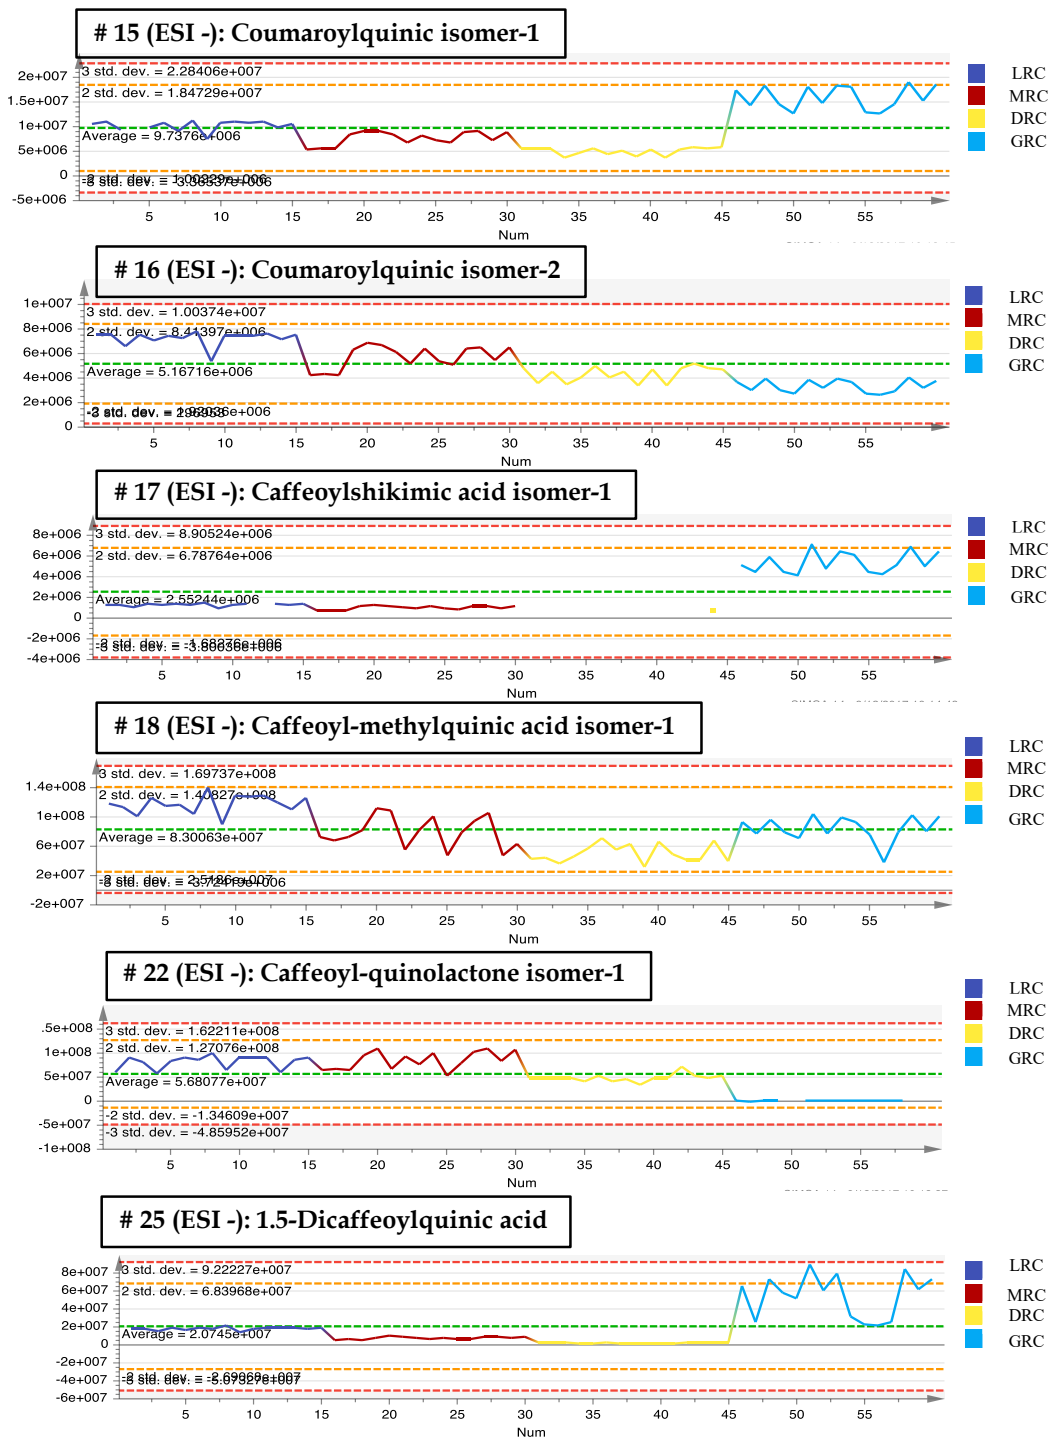 # 15 (ESI -): Coumaroylquinic isomer-1
3 std. dev. = 2.28406e+007
2 std. dev. = 1.84729e+007
Average = 9.7376e+006
2e+007
1.5e+007
1e+007
5e+006
0
-5e+006
5 10 15 20 25 30 35 40 45 50 55
Num
LRC
MRC
DRC
GRC
# 16 (ESI -): Coumaroylquinic isomer-2
3 std. dev. = 1.00374e+007
2 std. dev. = 8.41397e+006
Average = 5.16716e+006
1e+007
8e+006
6e+006
4e+006
2e+006
0
5 10 15 20 25 30 35 40 45 50 55
Num
LRC
MRC
DRC
GRC
# 17 (ESI -): Caffeoylshikimic acid isomer-1
3 std. dev. = 8.90524e+006
2 std. dev. = 6.78764e+006
Average = 2.55244e+006
8e+006
6e+006
4e+006
2e+006
0
-2e+006
-4e+006
5 10 15 20 25 30 35 40 45 50 55
Num
LRC
MRC
DRC
GRC
# 18 (ESI -): Caffeoyl-methylquinic acid isomer-1
3 std. dev. = 1.69737e+008
2 std. dev. = 1.40827e+008
Average = 8.30063e+007
1.4e+008
1e+008
6e+007
2e+007
-2e+007
5 10 15 20 25 30 35 40 45 50 55
Num
LRC
MRC
DRC
GRC
# 22 (ESI -): Caffeoyl-quinolactone isomer-1
3 std. dev. = 1.62211e+008
2 std. dev. = 1.27076e+008
Average = 5.68077e+007
-2 std. dev. = -1.34609e+007
-3 std. dev. = -4.85952e+007
.5e+008
1e+008
5e+007
0
-5e+007
-1e+008
5 10 15 20 25 30 35 40 45 50 55
Num
LRC
MRC
DRC
GRC
# 25 (ESI -): 1.5-Dicaffeoylquinic acid
3 std. dev. = 9.22227e+007
2 std. dev. = 6.83968e+007
Average = 2.0745e+007
8e+007
6e+007
4e+007
2e+007
0
-2e+007
-4e+007
-6e+007
5 10 15 20 25 30 35 40 45 50 55
Num
LRC
MRC
DRC
GRC